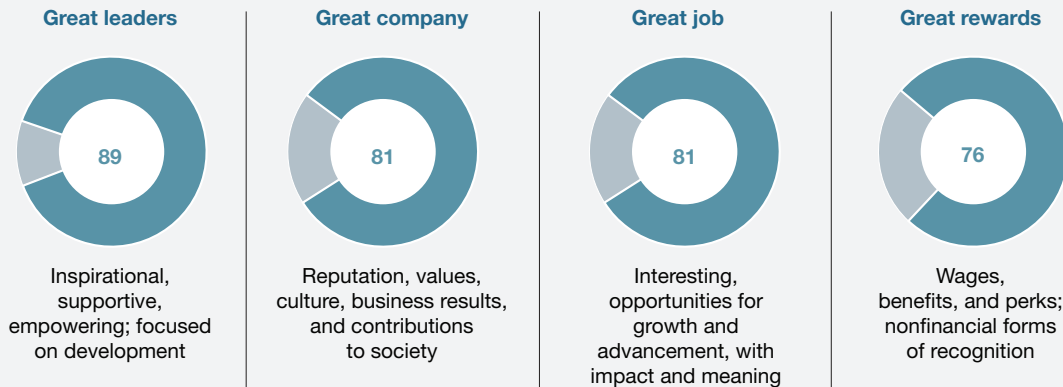 Great leaders
89
Inspirational,
supportive,
empowering; focused
on development
Great company
81
Reputation, values,
culture, business results,
and contributions
to society
Great job
81
Interesting,
opportunities for
growth and
advancement, with
impact and meaning
Great rewards
76
Wages,
benefits, and perks;
nonfinancial forms
of recognition